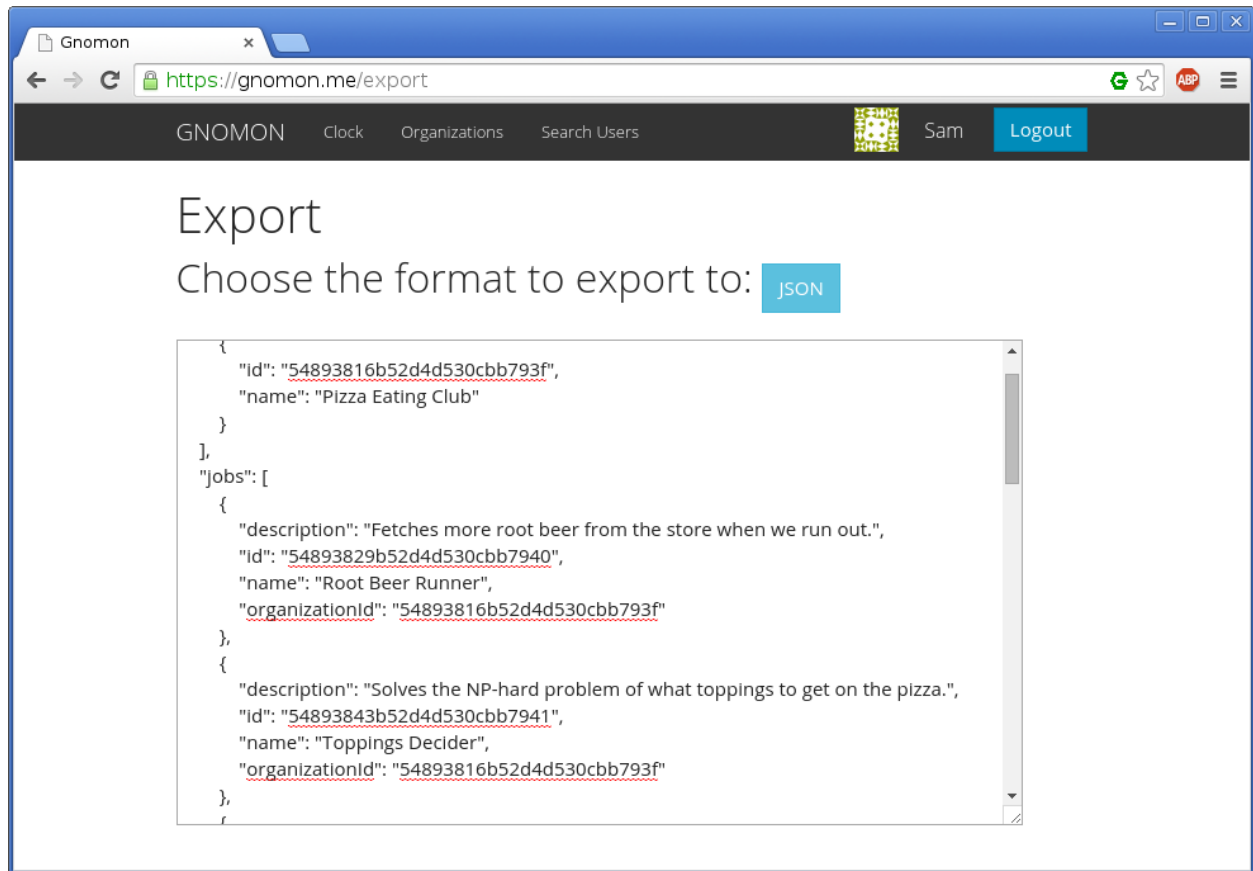 Gnomon
https://gnomon.me/export
G
ABP
GNOMON Clock Organizations Search Users Sam Logout
Export
Choose the format to export to: JSON
{
"id": "54893816b52d4d530cbb793f",
"name": "Pizza Eating Club"
}
],
"jobs": [
{
"description": "Fetches more root beer from the store when we run out.",
"id": "54893829b52d4d530cbb7940",
"name": "Root Beer Runner",
"organizationId": "54893816b52d4d530cbb793f"
},
{
"description": "Solves the NP-hard problem of what toppings to get on the pizza.",
"id": "54893843b52d4d530cbb7941",
"name": "Toppings Decider",
"organizationId": "54893816b52d4d530cbb793f"
},
{